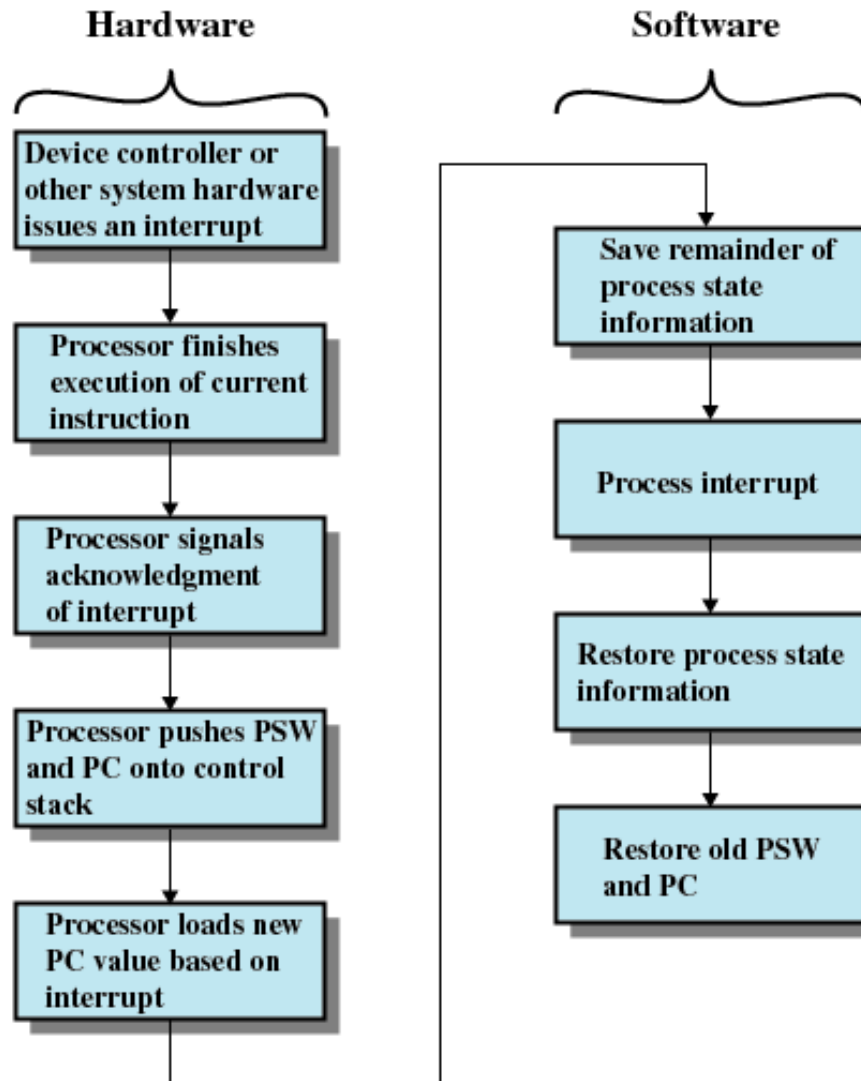 Hardware
Device controller or
other system hardware
issues an interrupt
Processor finishes
execution of current
instruction
Processor signals
acknowledgment
of interrupt
Processor pushes PSW
and PC onto control
stack
Processor loads new
PC value based on
interrupt
Software
Save remainder of
process state
information
Process interrupt
Restore process state
information
Restore old PSW
and PC